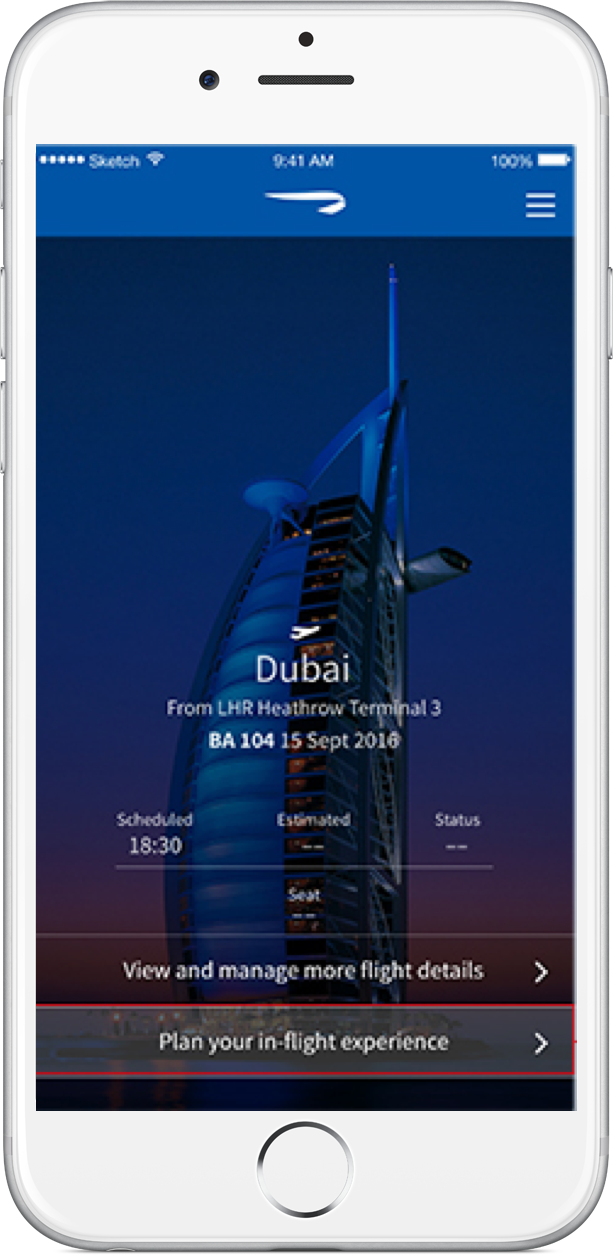 Sketch 9:41 AM 100%
Dubai
From LHR Heathrow Terminal 3
BA 104 15 Sept 2016
Scheduled Estimated Status
18:30 -- --
Seat
--
View and manage more flight details
Plan your in-flight experience